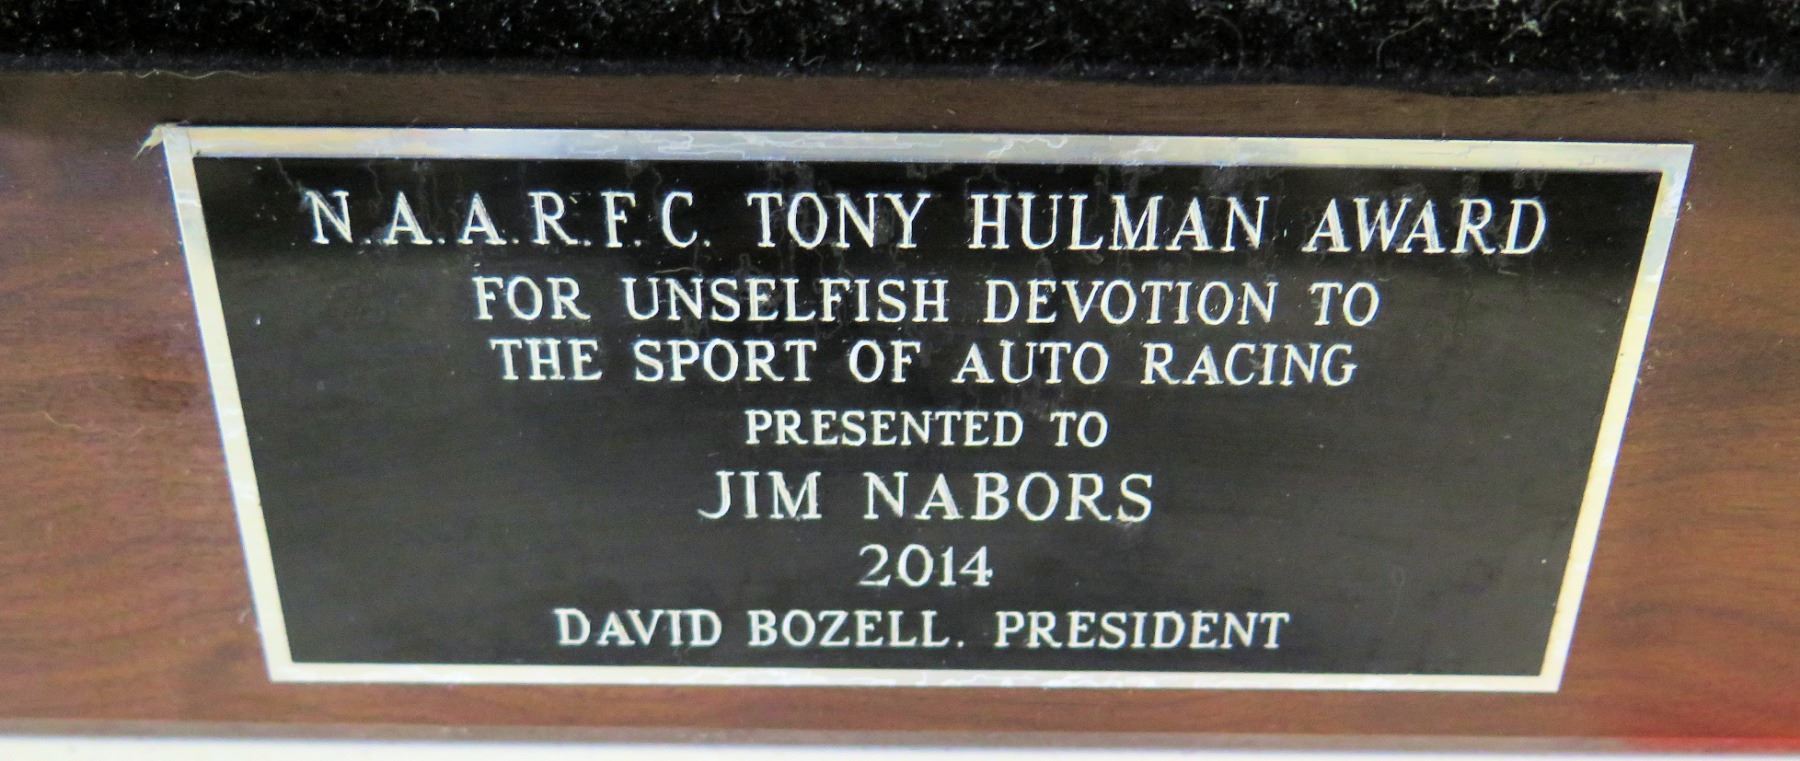 N.A.A.R.F.C. TONY HULMAN AWARD
FOR UNSELFISH DEVOTION TO
THE SPORT OF AUTO RACING
PRESENTED TO
JIM NABORS
2014
DAVID BOZELL. PRESIDENT